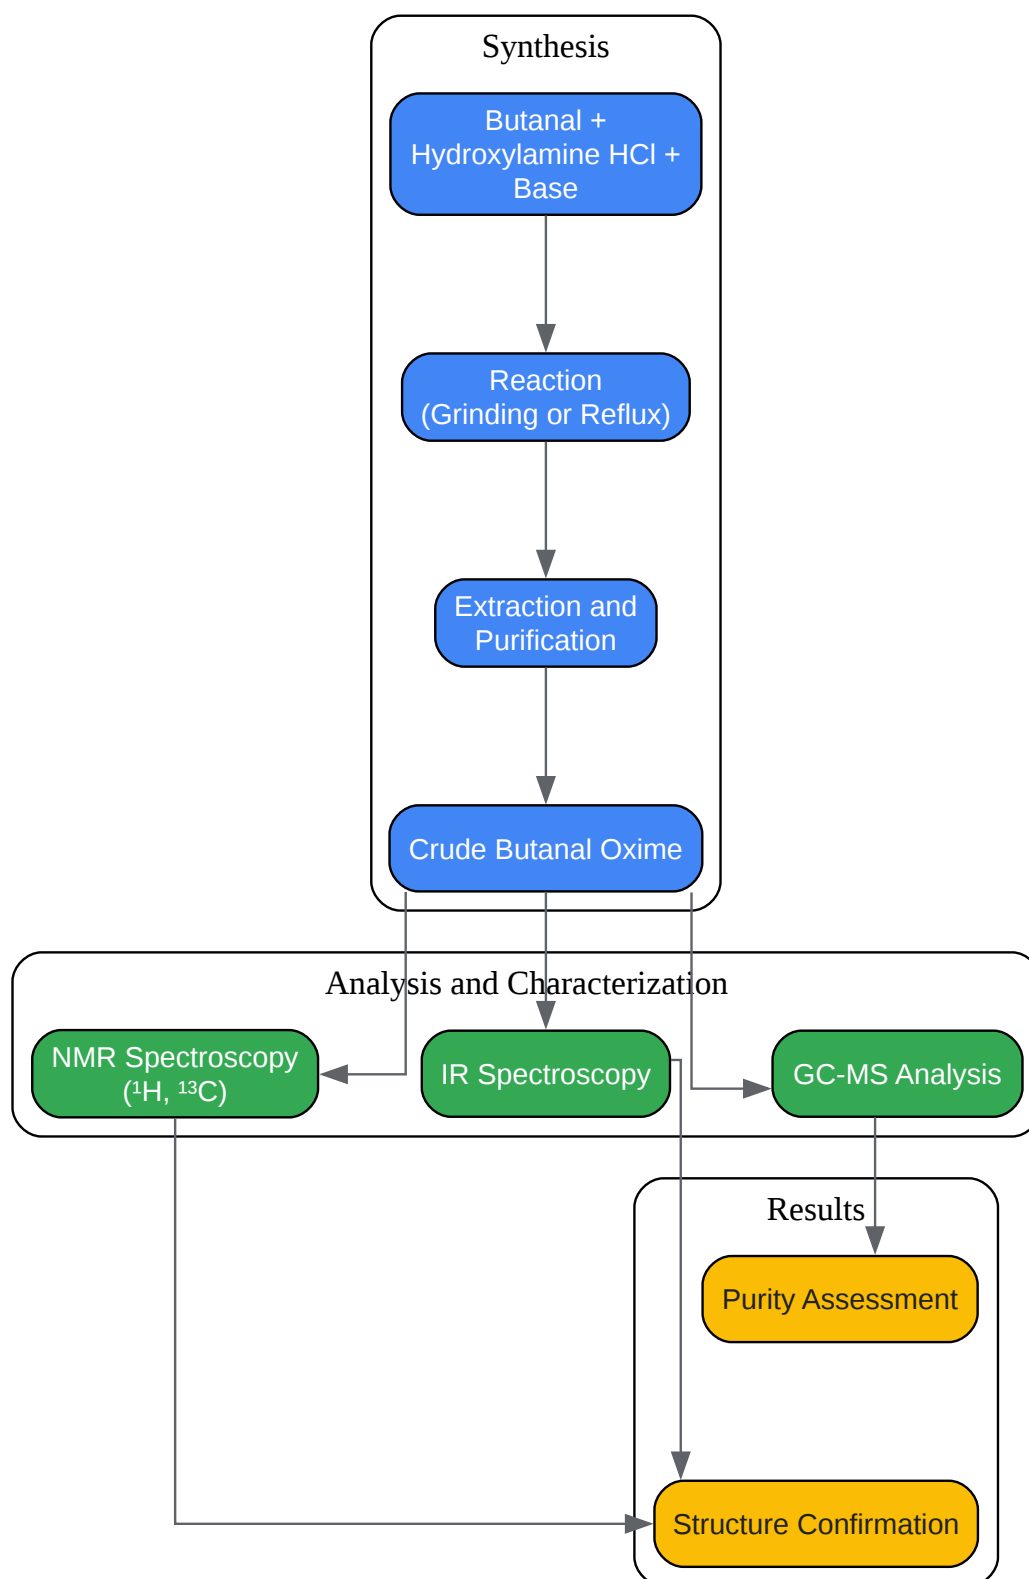 Synthesis
Butanal +
Hydroxylamine HCl +
Base
Reaction
(Grinding or Reflux)
Extraction and
Purification
Crude Butanal Oxime
Analysis and Characterization
NMR Spectroscopy
(¹H, ¹³C)
IR Spectroscopy
GC-MS Analysis
Results
Purity Assessment
Structure Confirmation